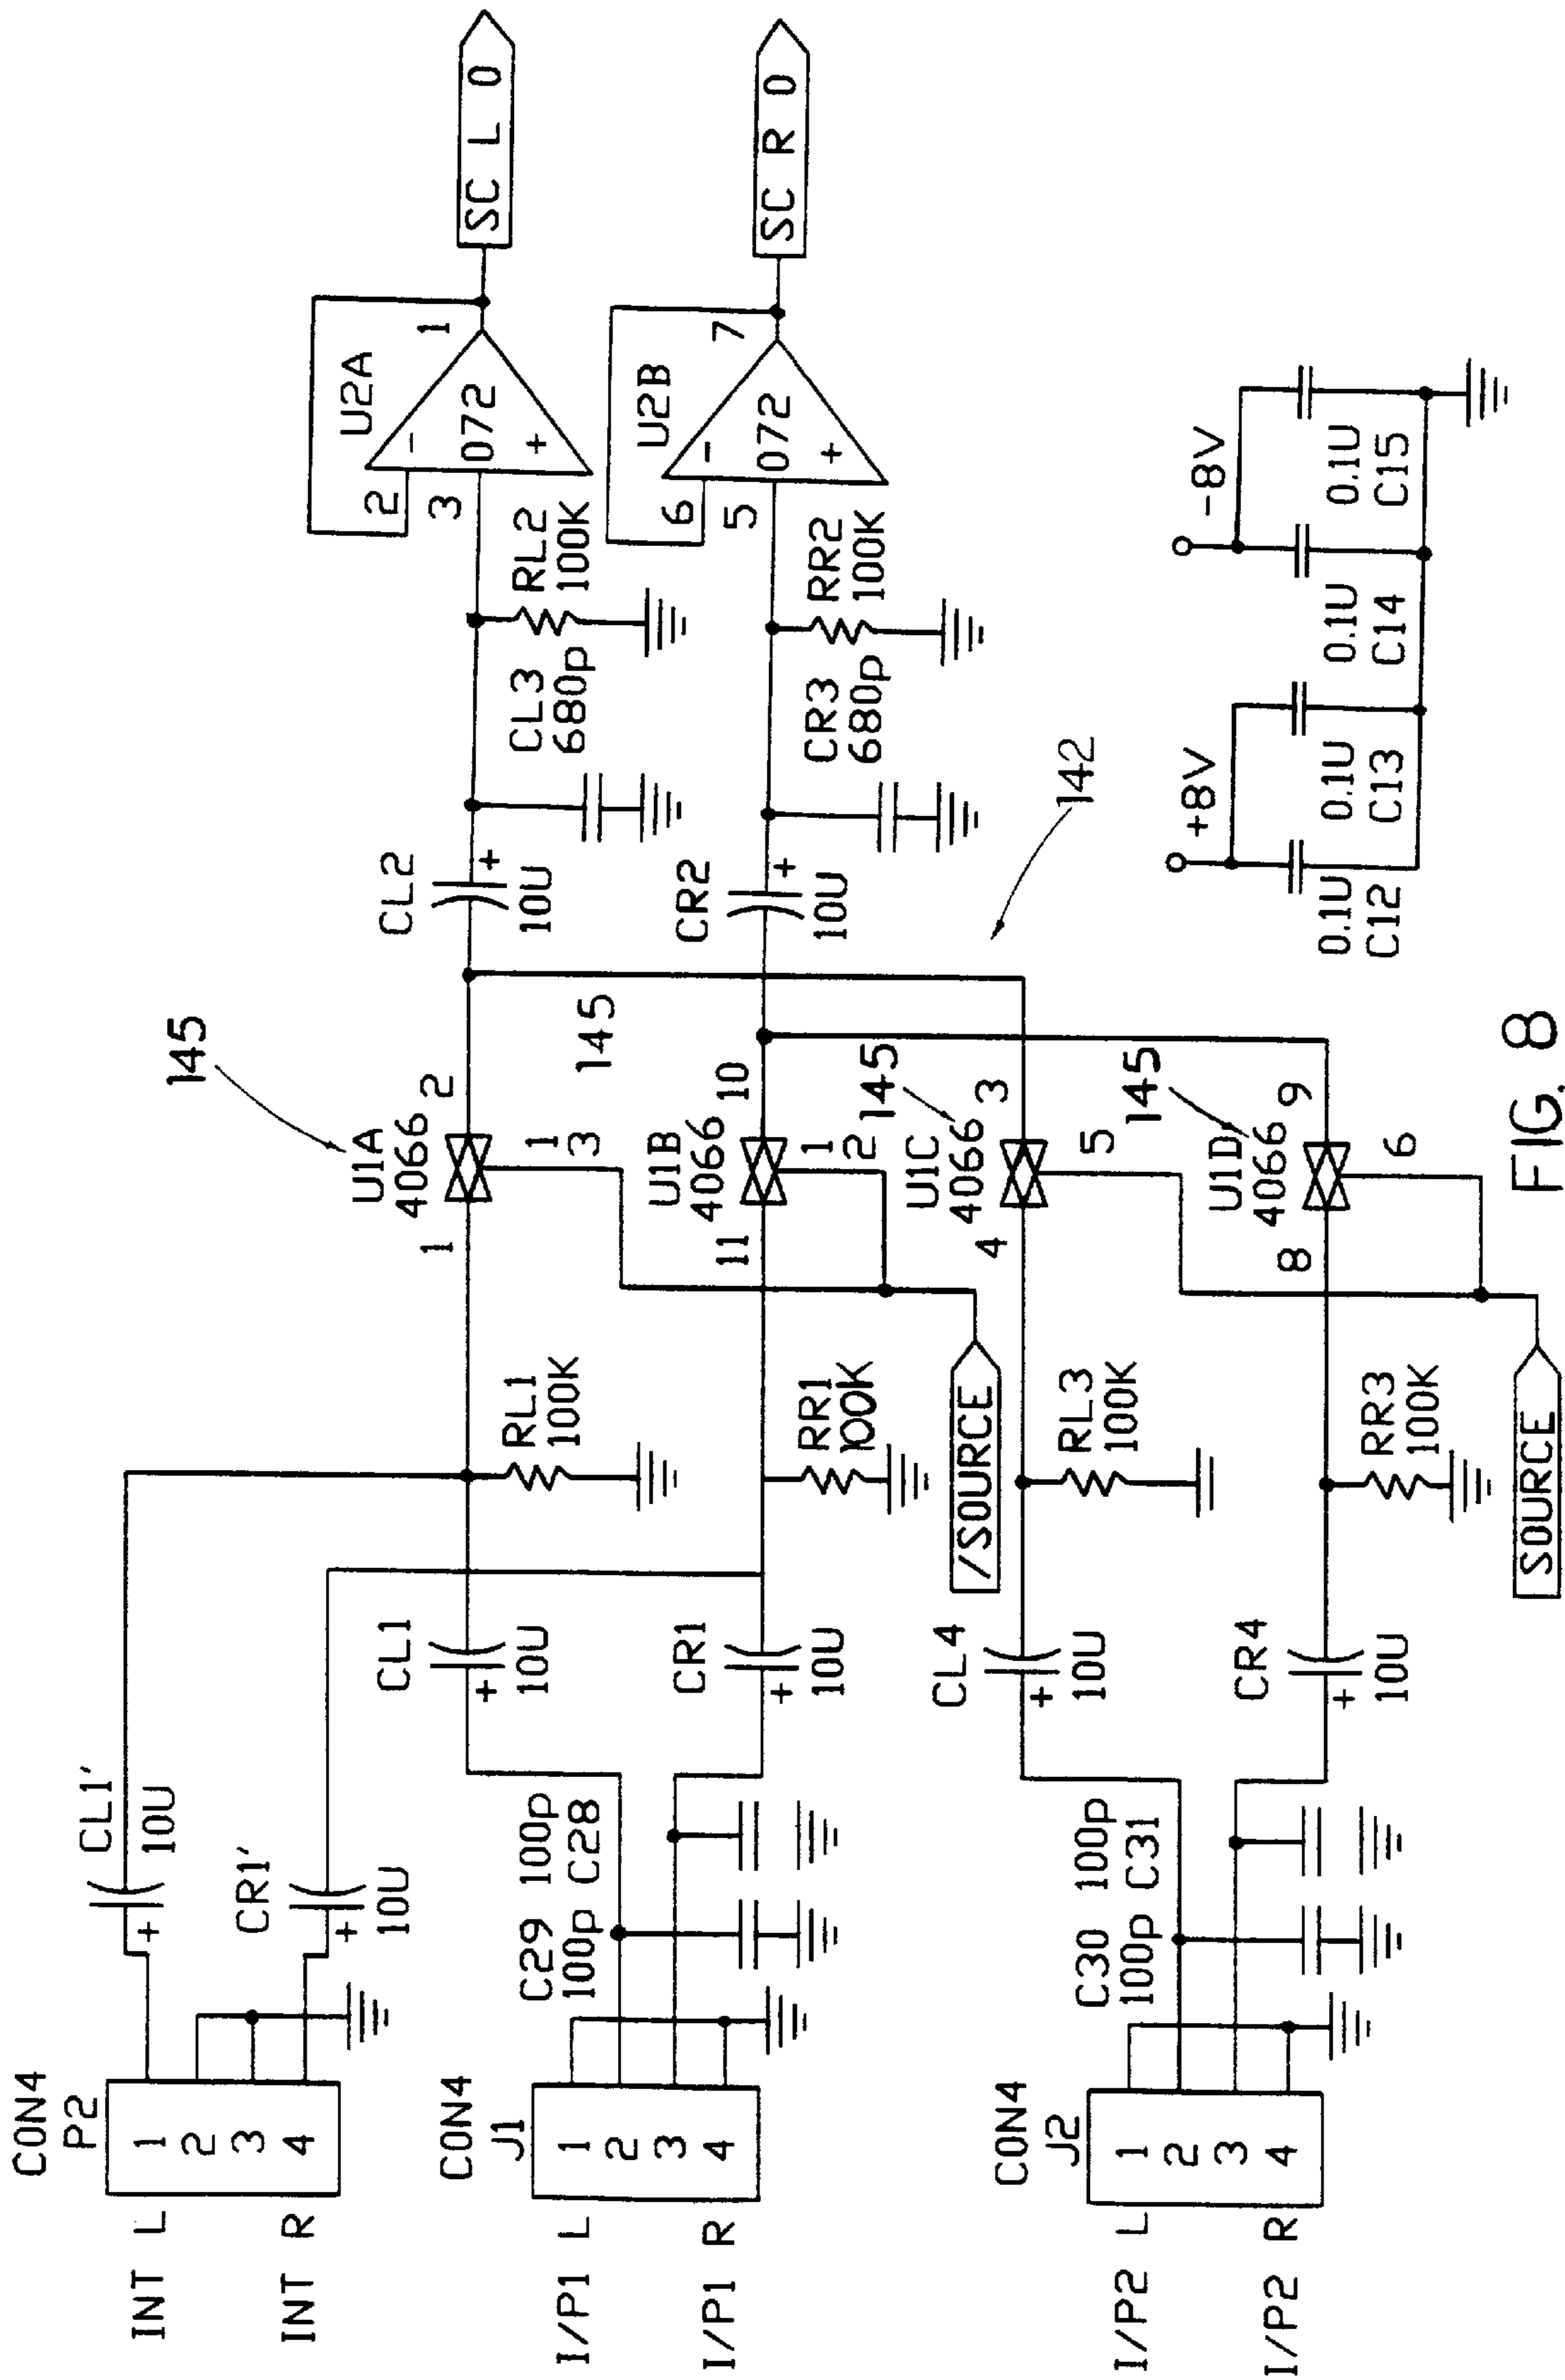 CON4
P2
1
2
3
4
INT L
INT R
CL1'
10U
CR1'
10U
+
+
CON4
J1
1
2
3
4
I/P1 L
I/P1 R
C29
100p
100p
C28
CL1
10U
+
CR1
10U
+
RL1
100K
RR1
100K
/SOURCE
145
U1A
4066
1
2
1
3
145
U1B
4066
11
10
1
2
CL2
10U
+
CR2
10U
+
CL3
680p
RL2
100K
CR3
680p
RR2
100K
U2A
2
3
-
072
+
1
SC L O
U2B
6
5
-
072
+
7
SC R O
CON4
J2
1
2
3
4
I/P2 L
I/P2 R
C30
100p
100p
C31
CL4
10U
+
CR4
10U
+
RL3
100K
RR3
100K
SOURCE
145
U1C
4066
4
3
5
145
U1D
4066
8
9
6
142
+8V
0.1U
C12
0.1U
C13
-8V
0.1U
C14
0.1U
C15
FIG. 8